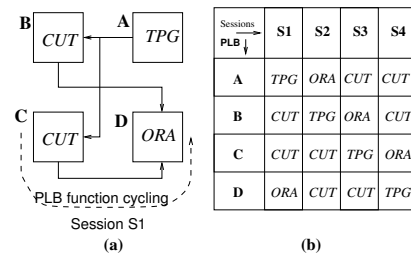 B
CUT
A
TPG
C
CUT
D
ORA
PLB function cycling
Session S1
(a)
Sessions S1 S2 S3 S4
PLB
A TPG ORA CUT CUT
B CUT TPG ORA CUT
C CUT CUT TPG ORA
D ORA CUT CUT TPG
(b)